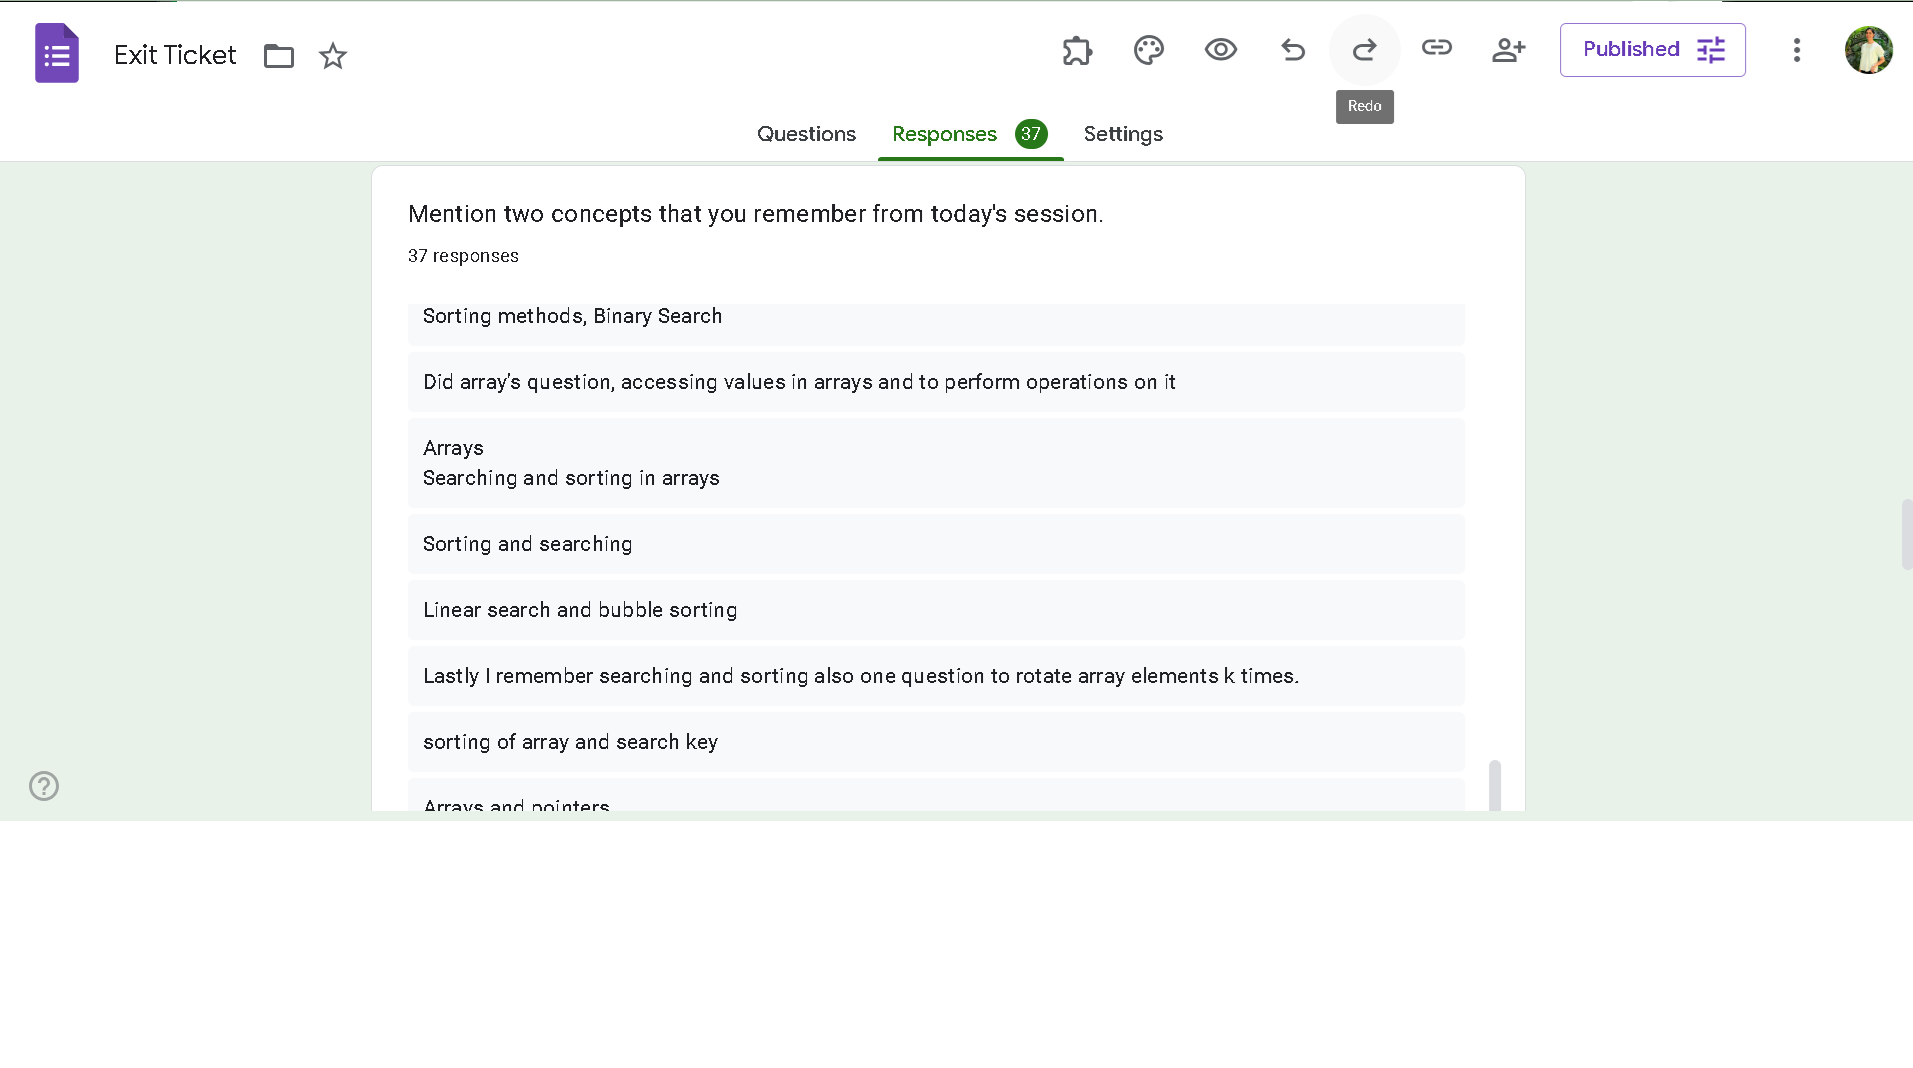 Exit Ticket
Published
Redo
Questions
Responses 37
Settings
Mention two concepts that you remember from today's session.
37 responses
Sorting methods, Binary Search
Did array’s question, accessing values in arrays and to perform operations on it
Arrays
Searching and sorting in arrays
Sorting and searching
Linear search and bubble sorting
Lastly I remember searching and sorting also one question to rotate array elements k times.
sorting of array and search key
Arrays and pointers